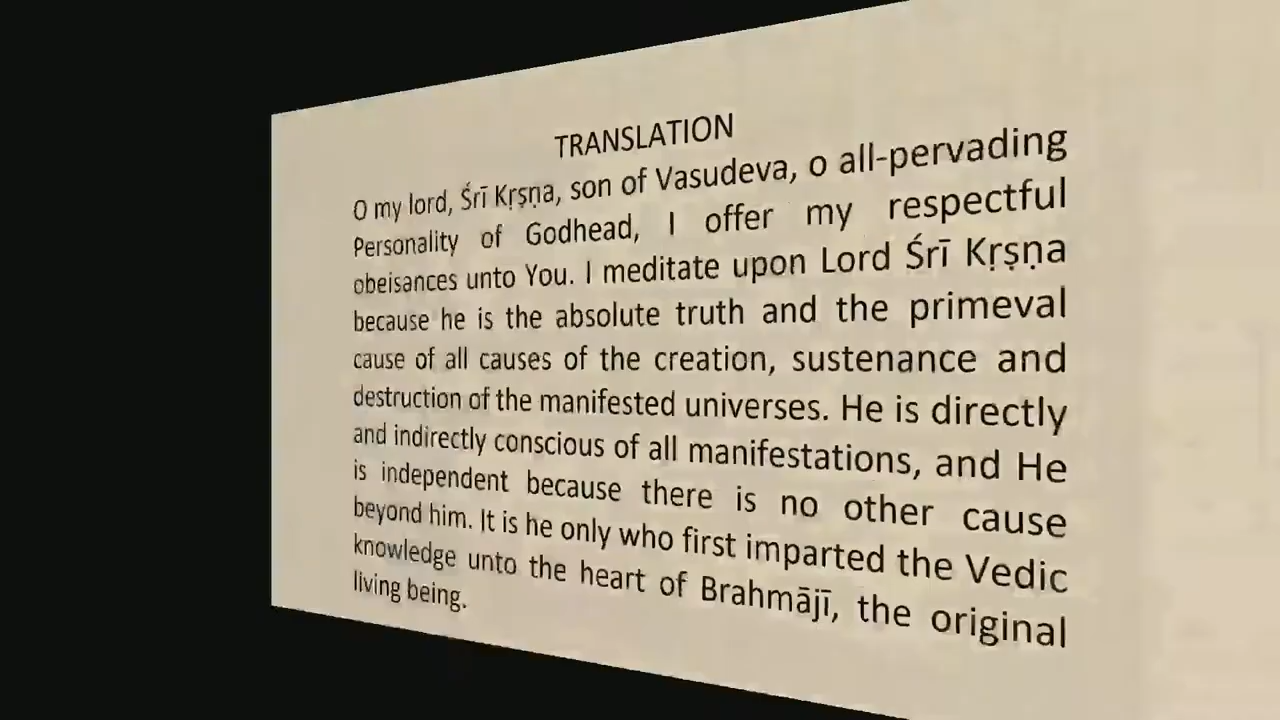 TRANSLATION
O my lord, Śrī Kṛṣṇa, son of Vasudeva, o all-pervading
Personality of Godhead, I offer my respectful
obeisances unto You. I meditate upon Lord Śrī Kṛṣṇa
because he is the absolute truth and the primeval
cause of all causes of the creation, sustenance and
destruction of the manifested universes. He is directly
and indirectly conscious of all manifestations, and He
is independent because there is no other cause
beyond him. It is he only who first imparted the Vedic
knowledge unto the heart of Brahmājī, the original
living being.